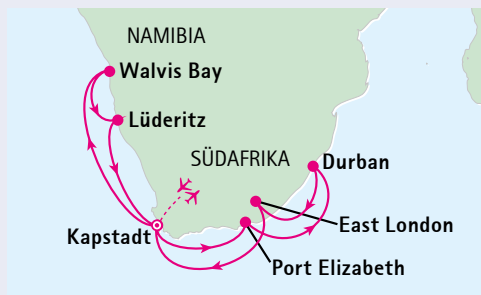 NAMIBIA
Walvis Bay
Lüderitz
SÜDAFRIKA
Durban
East London
Kapstadt
Port Elizabeth